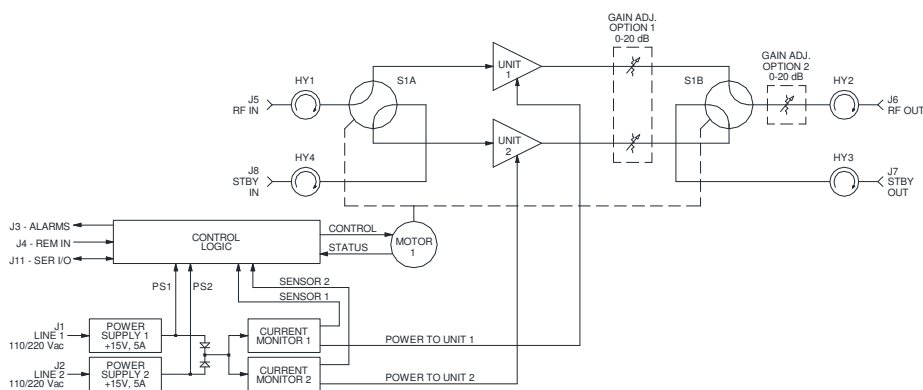 GAIN ADJ.
OPTION 1
0-20 dB
GAIN ADJ.
OPTION 2
0-20 dB
HY1
S1A
UNIT
1
S1B
HY2
J5
RF IN
J6
RF OUT
HY4
UNIT
2
HY3
J8
STBY
IN
J7
STBY
OUT
J3 - ALARMS
J4 - REM IN
J11 - SER I/O
CONTROL
LOGIC
CONTROL
STATUS
MOTOR
1
PS1
PS2
SENSOR 2
SENSOR 1
J1
LINE 1
110/220 Vac
POWER
SUPPLY 1
+15V, 5A
CURRENT
MONITOR 1
POWER TO UNIT 1
J2
LINE 2
110/220 Vac
POWER
SUPPLY 2
+15V, 5A
CURRENT
MONITOR 2
POWER TO UNIT 2